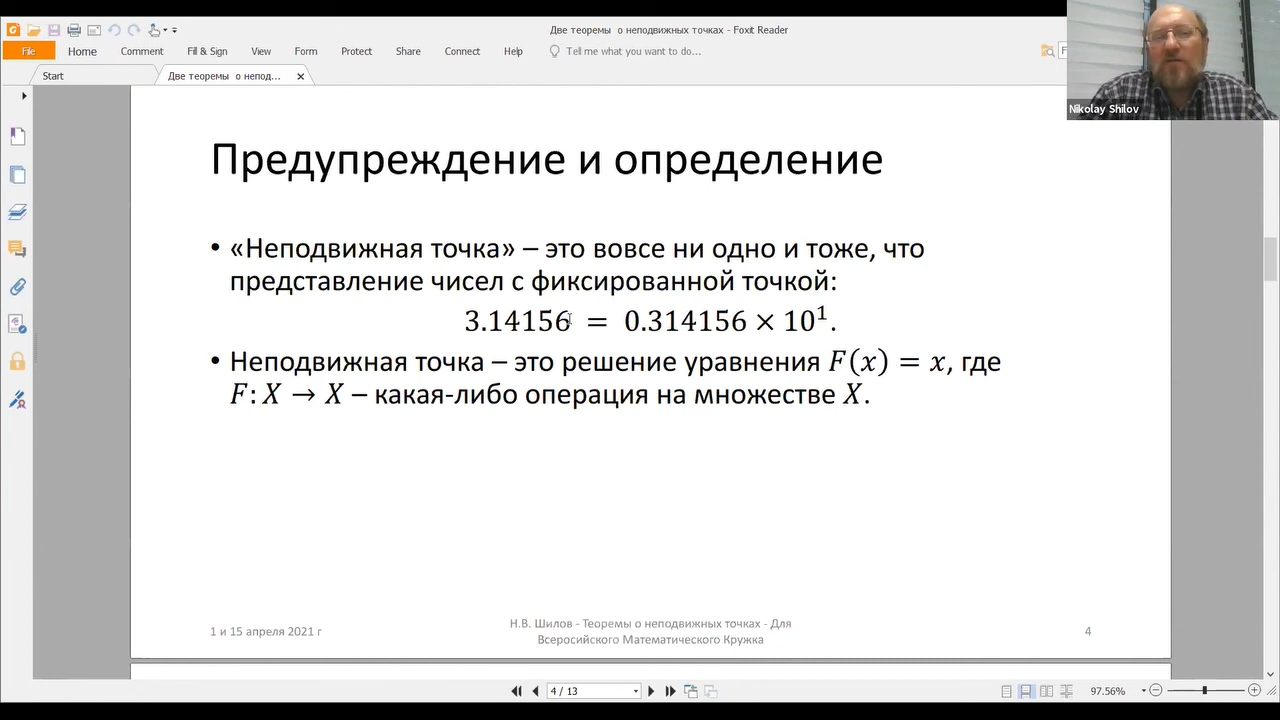 Две теоремы о неподвижных точках - Foxit Reader
File Home Comment Fill & Sign View Form Protect Share Connect Help Tell me what you want to do...
Start Две теоремы о непод...
Nikolay Shilov
Предупреждение и определение
• «Неподвижная точка» – это вовсе ни одно и тоже, что
представление чисел с фиксированной точкой:
3.14156 = 0.314156 × 10¹.
• Неподвижная точка – это решение уравнения F(x) = x, где
F: X → X – какая-либо операция на множестве X.
1 и 15 апреля 2021 г
Н.В. Шилов - Теоремы о неподвижных точках - Для
Всероссийского Математического Кружка
4
4 / 13
97.56%